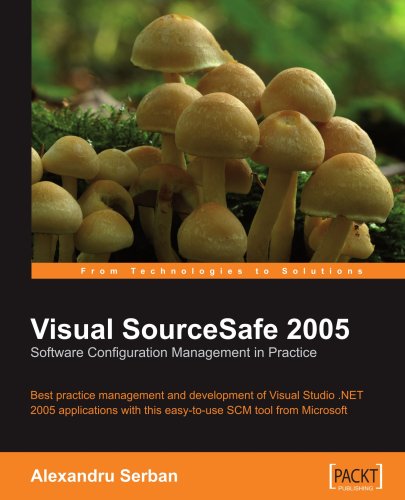 From Technologies to Solutions
Visual SourceSafe 2005
Software Configuration Management in Practice
Best practice management and development of Visual Studio .NET
2005 applications with this easy-to-use SCM tool from Microsoft
Alexandru Serban
[PACKT]
PUBLISHING